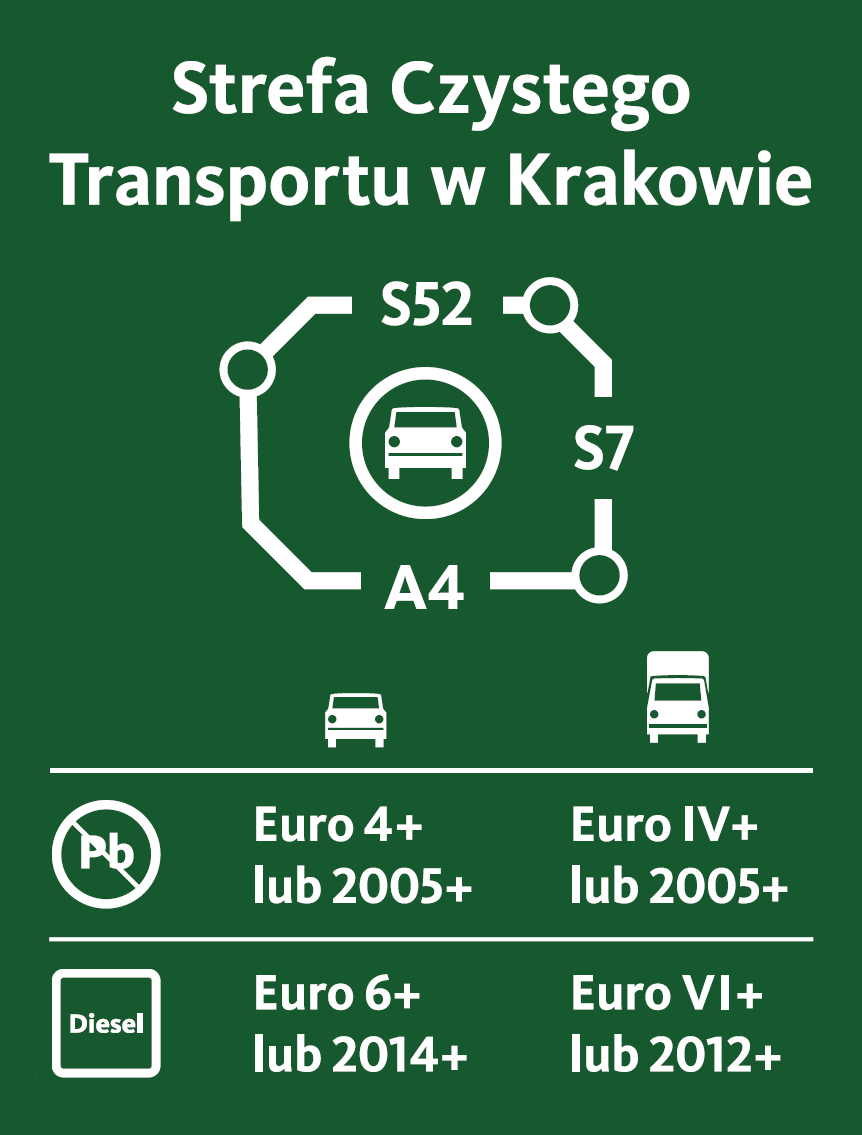 Strefa Czystego
Transportu w Krakowie
S52
S7
A4
Pb
Euro 4+
lub 2005+
Euro IV+
lub 2005+
Diesel
Euro 6+
lub 2014+
Euro VI+
lub 2012+